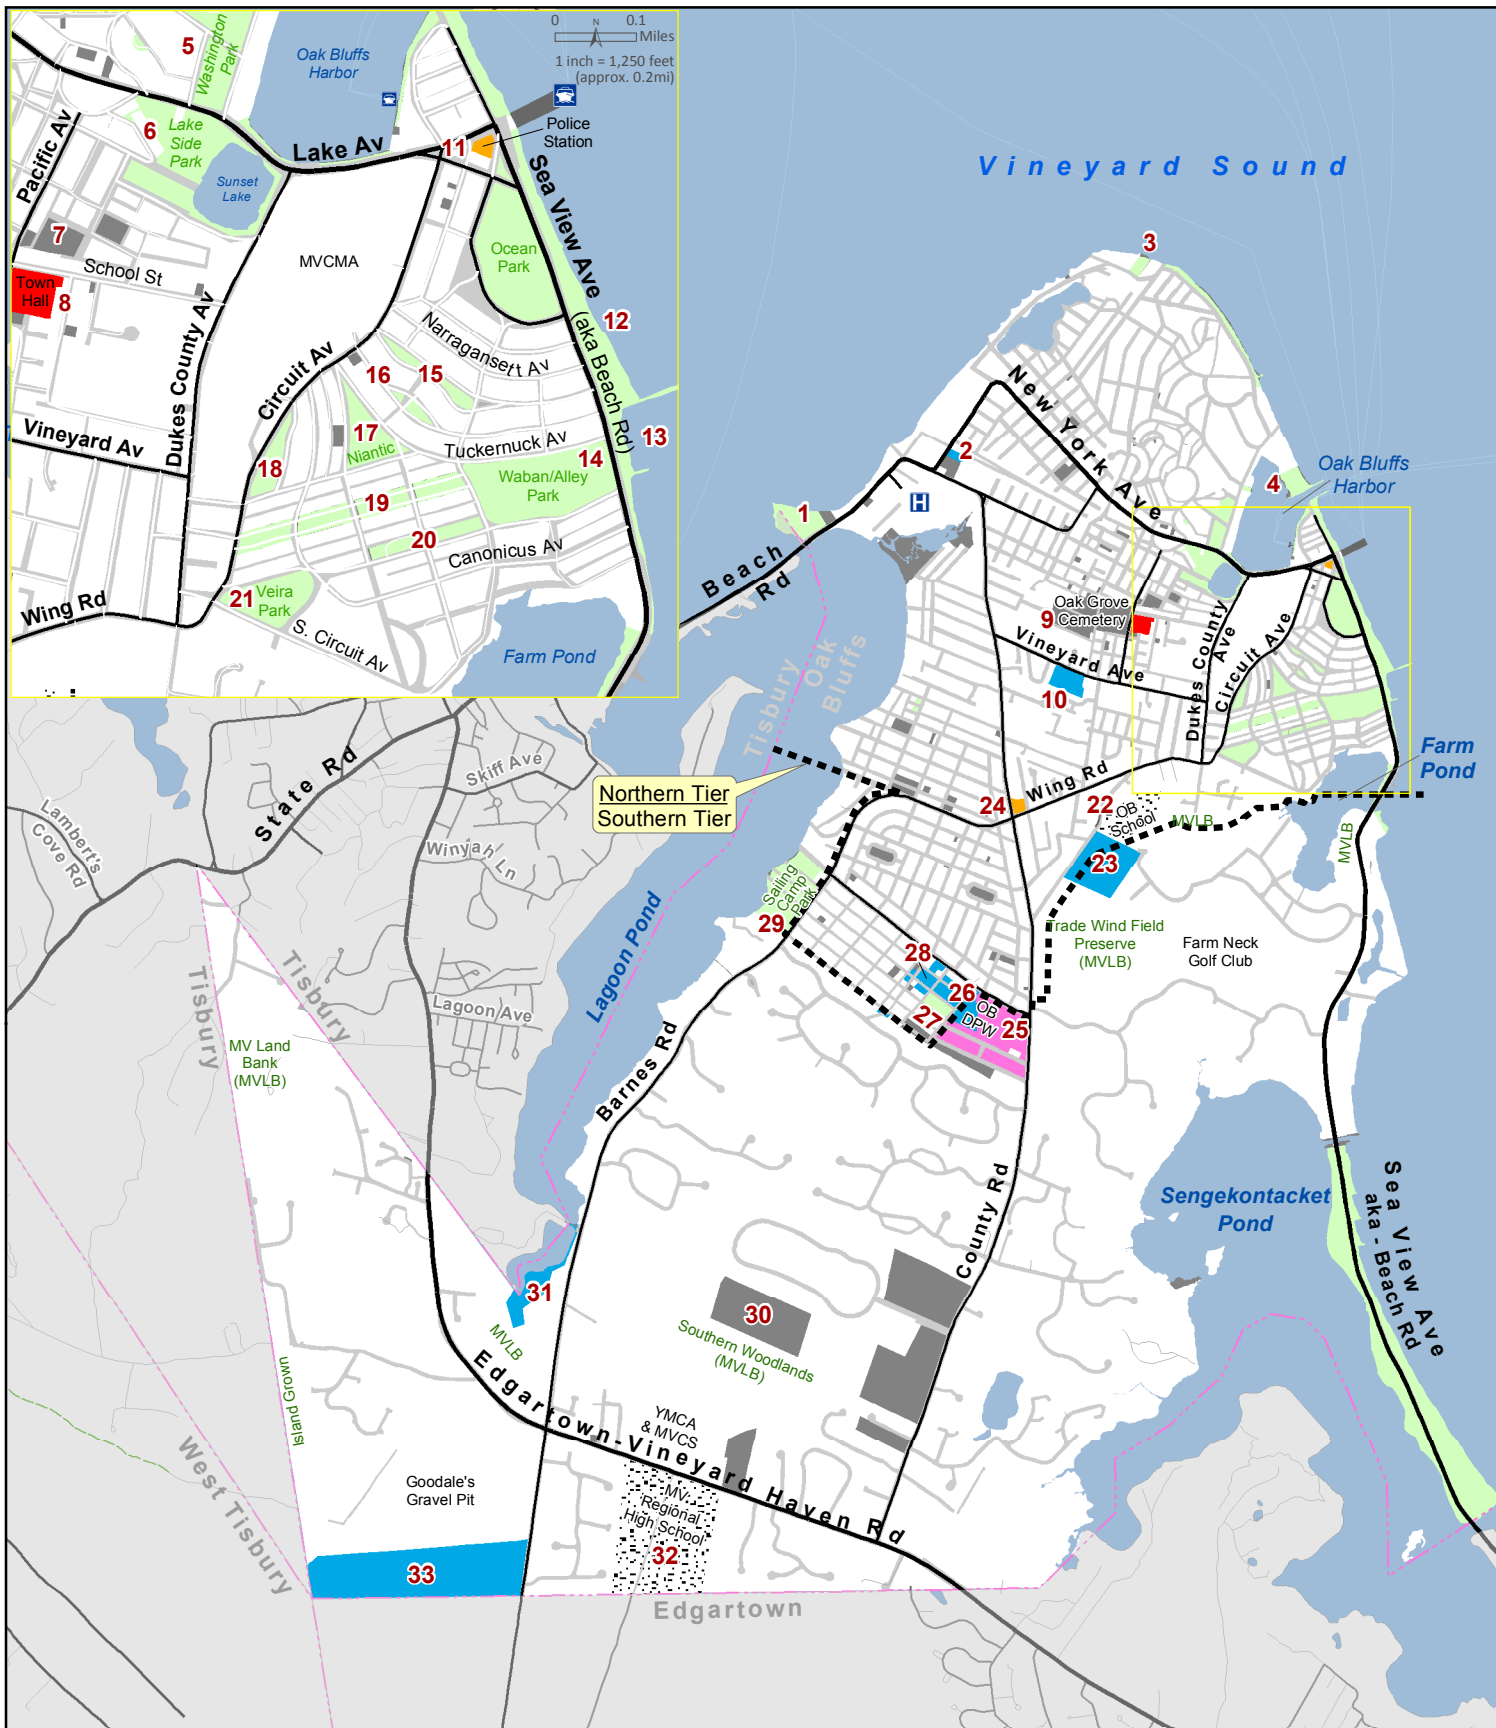 0 N 0.1
Miles
1 inch = 1,250 feet
(approx. 0.2mi)
5
Washington
Park
Oak Bluffs
Harbor
Police
Station
11
Pacific Av
6
Lake
Side
Park
Lake Av
Sunset
Lake
Sea View Ave
(aka Beach Rd)
7
School St
MVCMA
Ocean
Park
Town
Hall
8
12
Dukes County Av
Circuit Av
Narragansett Av
16
15
13
Vineyard Av
17
Niantic
Tuckernuck Av
14
18
Waban/Alley
Park
19
20
Canonicus Av
21
Veira
Park
Wing Rd
S. Circuit Av
Farm Pond
Vineyard Sound
3
New York Ave
2
H
Oak Bluffs
Harbor
4
1
Beach
Rd
Oak Grove
Cemetery
9
Vineyard Ave
10
Dukes County
Ave
Circuit Ave
Tisbury
Oak
Bluffs
Farm
Pond
Northern Tier
Southern Tier
State Rd
Skiff Ave
Lambert's
Cove Rd
Winyah Ln
Wing Rd
24
22
OB
School
MVLB
MVLB
23
Sailing
Camp
Park
29
Trade Wind Field
Preserve
(MVLB)
Farm Neck
Golf Club
Lagoon Pond
28
26
OB
DPW
27
25
Tisbury
Tisbury
Lagoon Ave
MV Land
Bank
(MVLB)
Barnes Rd
County Rd
Sengekontacket
Pond
Sea View Ave
aka - Beach Rd
31
MVLB
30
Southern Woodlands
(MVLB)
Island Grown
Edgartown-Vineyard Haven Rd
YMCA
& MVCS
Goodale's
Gravel Pit
MV
Regional
High School
32
West Tisbury
33
Edgartown